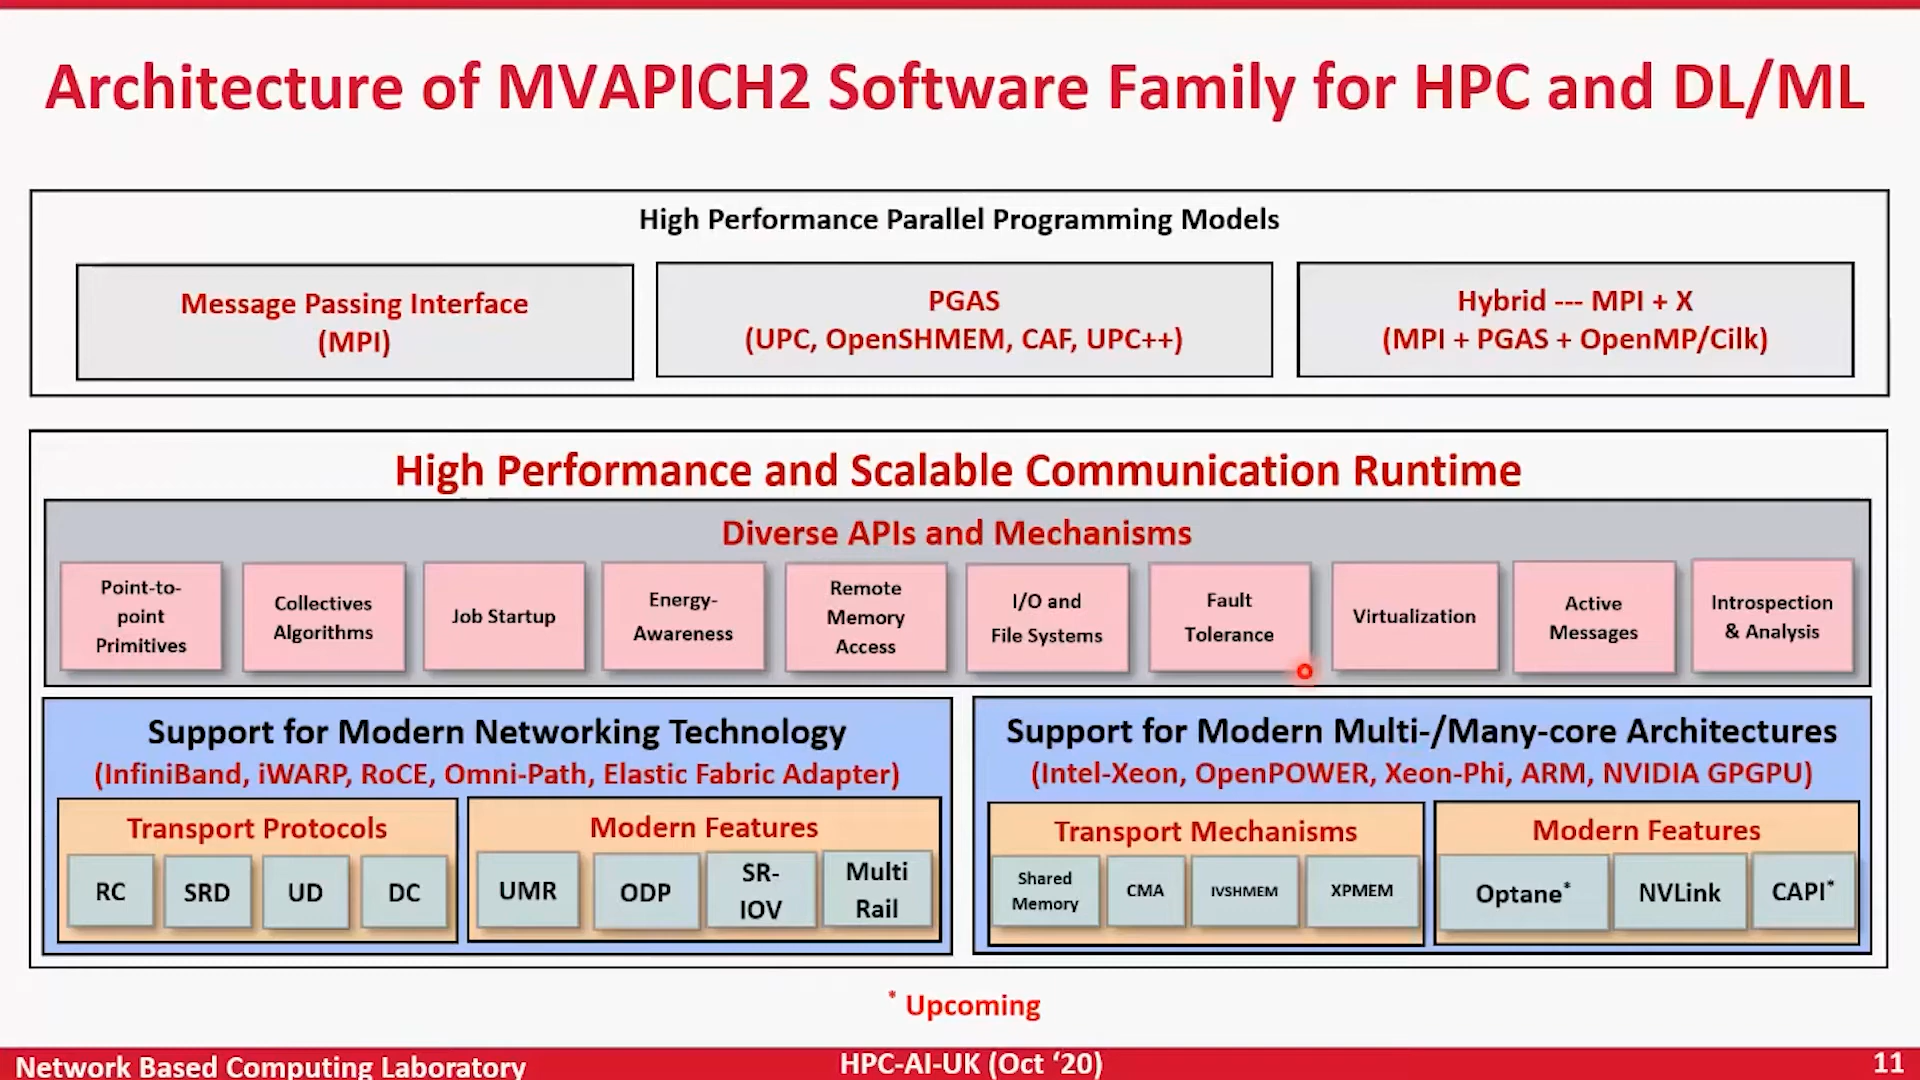 Architecture of MVAPICH2 Software Family for HPC and DL/ML
High Performance Parallel Programming Models
Message Passing Interface
(MPI)
PGAS
(UPC, OpenSHMEM, CAF, UPC++)
Hybrid --- MPI + X
(MPI + PGAS + OpenMP/Cilk)
High Performance and Scalable Communication Runtime
Diverse APIs and Mechanisms
Point-to-
point
Primitives
Collectives
Algorithms
Job Startup
Energy-
Awareness
Remote
Memory
Access
I/O and
File Systems
Fault
Tolerance
Virtualization
Active
Messages
Introspection
& Analysis
Support for Modern Networking Technology
(InfiniBand, iWARP, RoCE, Omni-Path, Elastic Fabric Adapter)
Transport Protocols
RC
SRD
UD
DC
Modern Features
UMR
ODP
SR-
IOV
Multi
Rail
Support for Modern Multi-/Many-core Architectures
(Intel-Xeon, OpenPOWER, Xeon-Phi, ARM, NVIDIA GPGPU)
Transport Mechanisms
Shared
Memory
CMA
IVSHMEM
XPMEM
Modern Features
Optane*
NVLink
CAPI*
* Upcoming
Network Based Computing Laboratory
HPC-AI-UK (Oct ‘20)
11